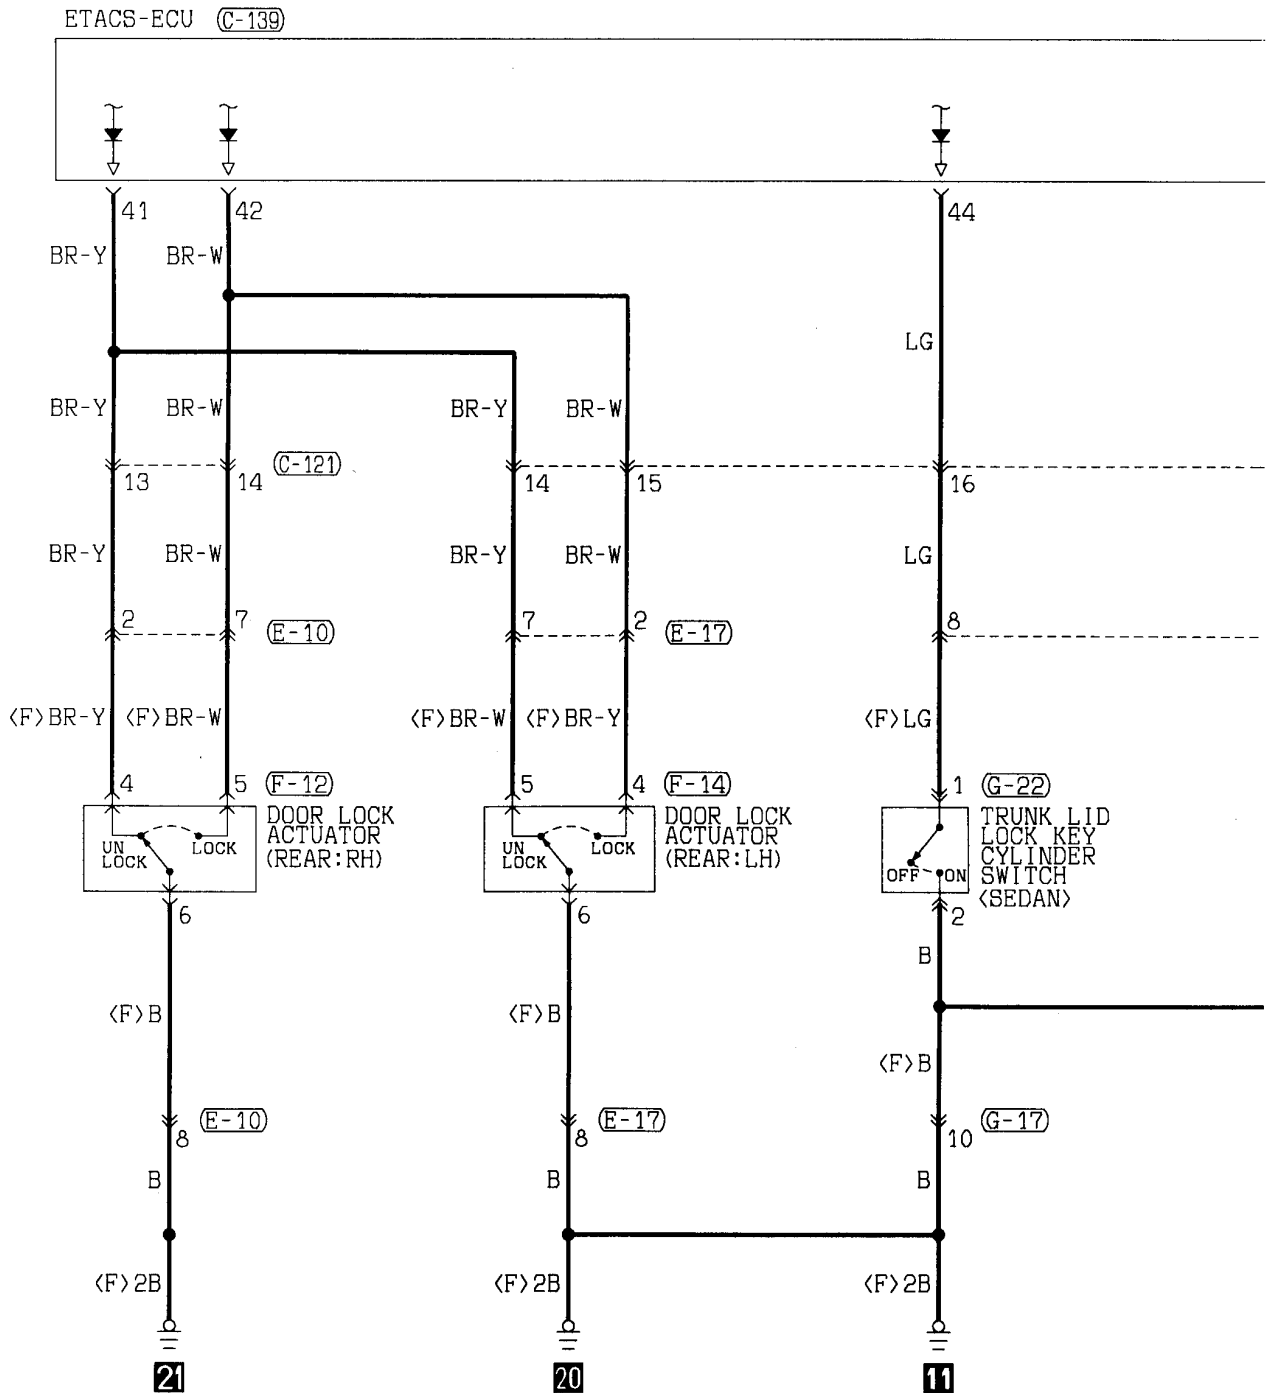 ETACS-ECU (C-139)
41 42 44
BR-Y BR-W
LG
BR-Y BR-W BR-Y BR-W
(C-121)
13 14 14 15 16
BR-Y BR-W BR-Y BR-W LG
2 7 (E-10) 7 2 (E-17) 8
<F>BR-Y <F>BR-W <F>BR-W <F>BR-Y <F>LG
4 5 (F-12) 5 4 (F-14) 1 (G-22)
DOOR LOCK
ACTUATOR
(REAR:RH)
UN
LOCK
LOCK
DOOR LOCK
ACTUATOR
(REAR:LH)
UN
LOCK
LOCK
TRUNK LID
LOCK KEY
CYLINDER
SWITCH
<SEDAN>
OFF ON
6 6 2
B
<F>B <F>B
<F>B
(E-10) (E-17) (G-17)
8 8 10
B B B
<F>2B <F>2B <F>2B
21 20 11